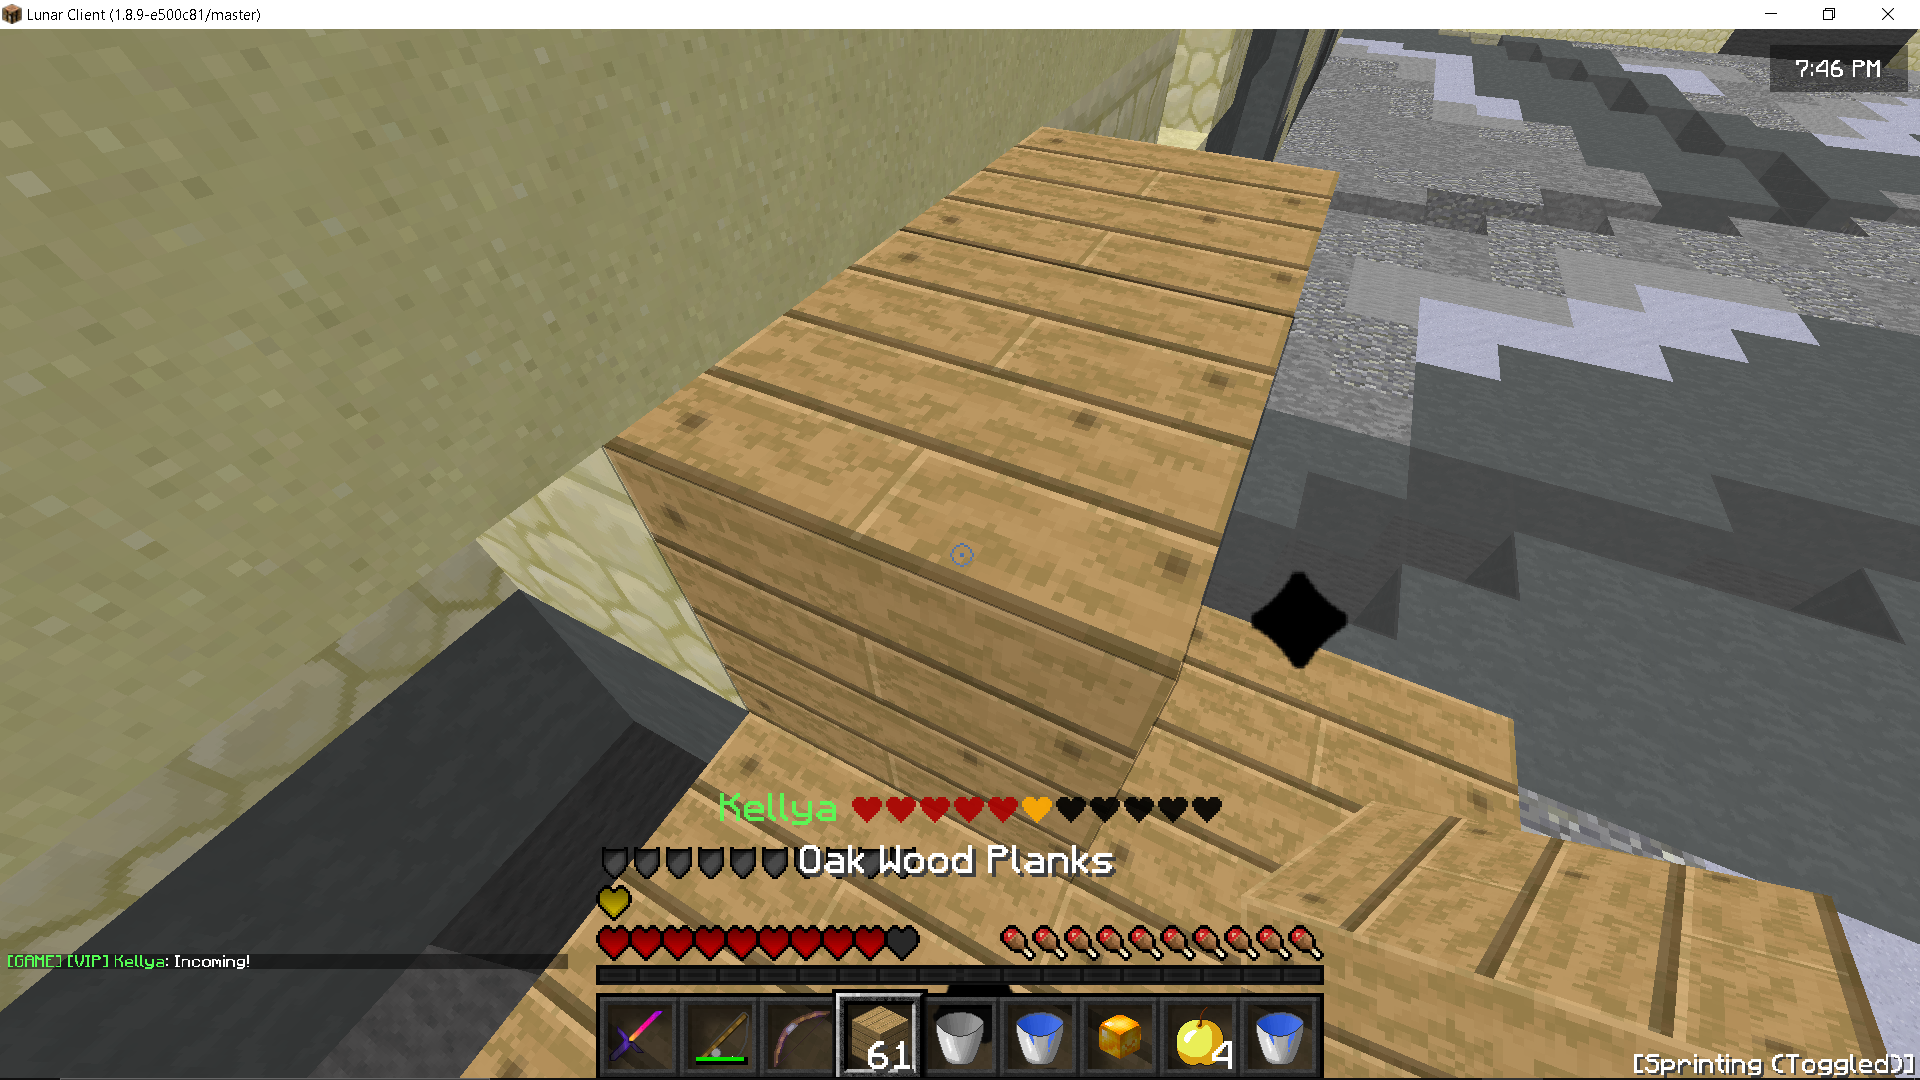 Lunar Client (1.8.9-e500c81/master)
7:46 PM
Kellya
Oak Wood Planks
[GAME] [VIP] Kellya: Incoming!
61
4
[Sprinting (Toggled)]